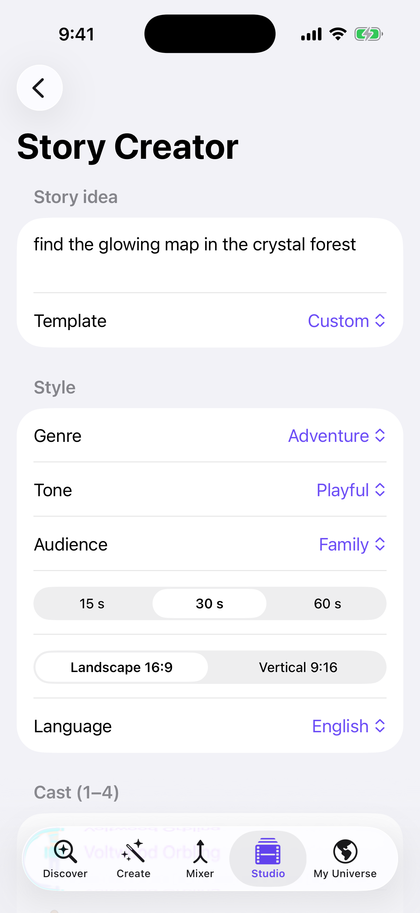 9:41
Story Creator
Story idea
find the glowing map in the crystal forest
Template Custom
Style
Genre Adventure
Tone Playful
Audience Family
15 s 30 s 60 s
Landscape 16:9 Vertical 9:16
Language English
Cast (1–4)
Discover Create Mixer Studio My Universe